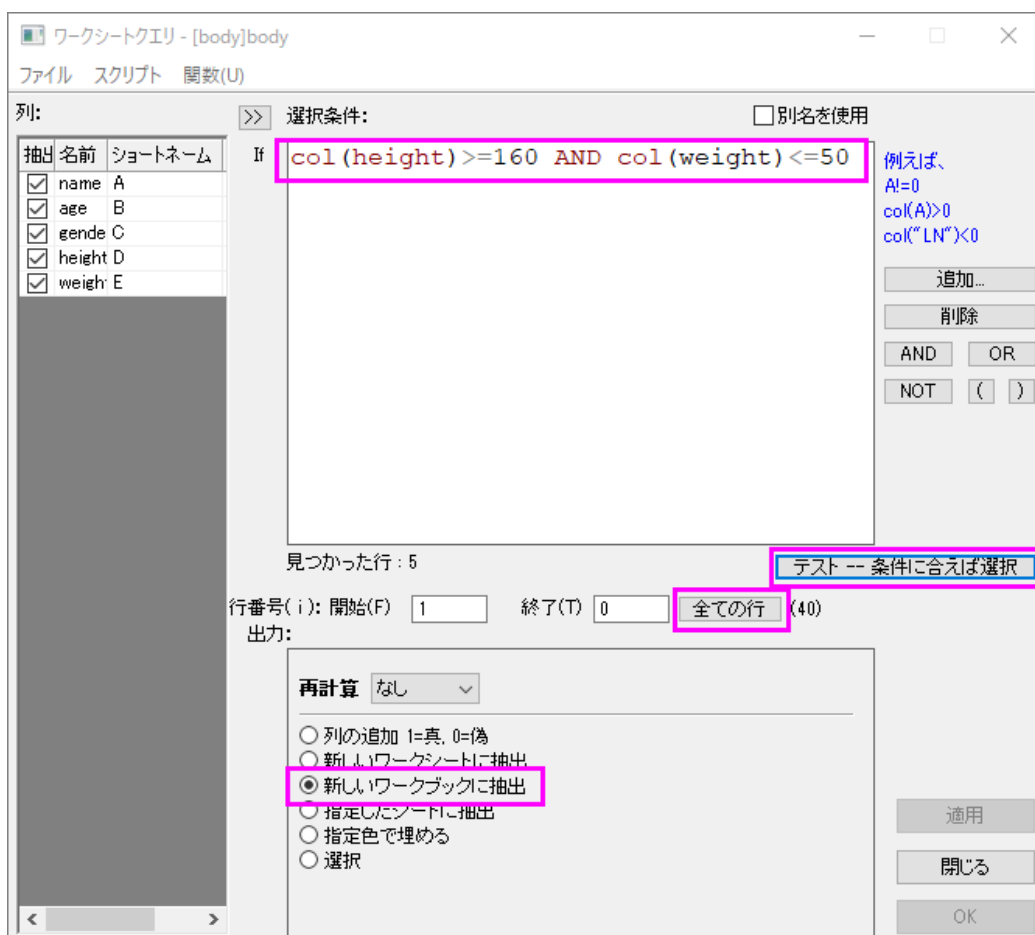 ワークシートクエリ - [body]body
ファイル スクリプト 関数(U)
列:
>> 選択条件: 別名を使用
抽出 名前 ショートネーム
name A
age B
gende C
height D
weigh E
If col(height)>=160 AND col(weight)<=50
例えば、
A!=0
col(A)>0
col("LN")<0
追加...
削除
AND OR
NOT ( )
見つかった行 : 5
テスト -- 条件に合えば選択
行番号( i ): 開始(F) 1 終了(T) 0 全ての行 (40)
出力:
再計算 なし
列の追加 1=真, 0=偽
新しいワークシートに抽出
新しいワークブックに抽出
指定したシートに抽出
指定色で埋める
選択
適用
閉じる
OK